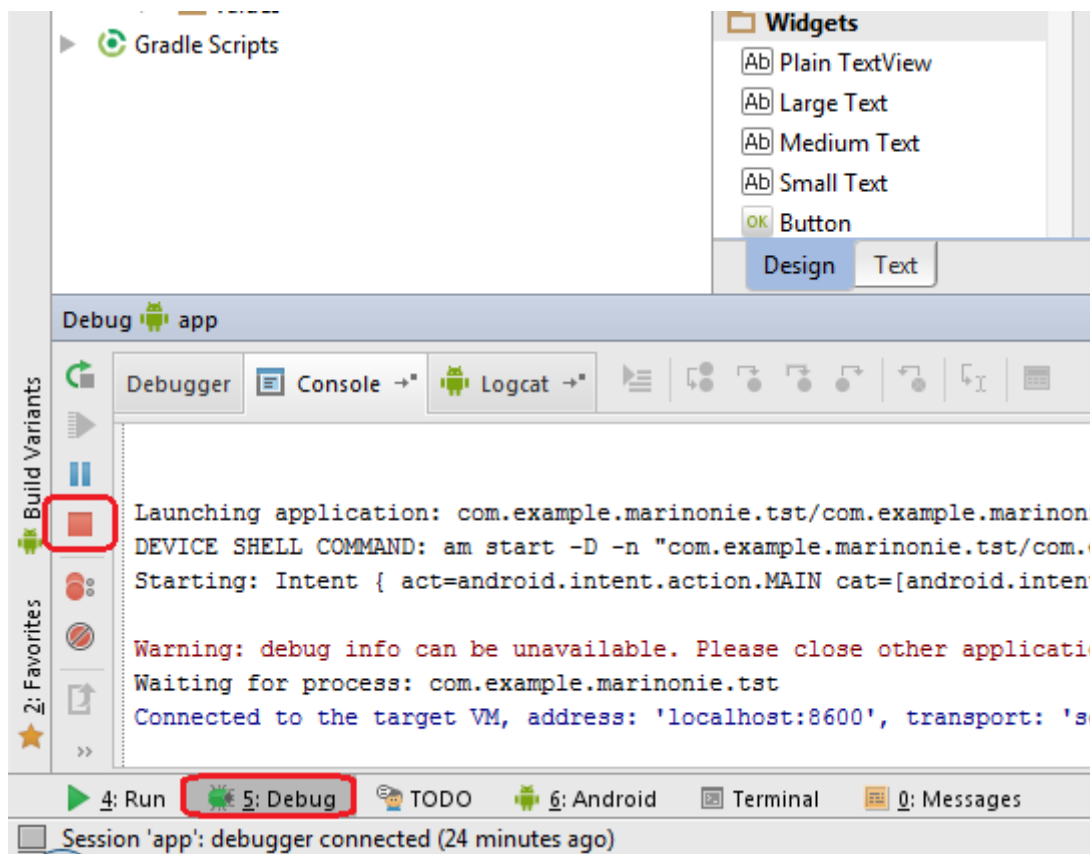 Gradle Scripts
Widgets
Ab Plain TextView
Ab Large Text
Ab Medium Text
Ab Small Text
OK Button
Design Text
Debug app
Debugger Console Logcat
Build Variants
2: Favorites
Launching application: com.example.marinonie.tst/com.example.marinon
DEVICE SHELL COMMAND: am start -D -n "com.example.marinonie.tst/com.
Starting: Intent { act=android.intent.action.MAIN cat=[android.inten
Warning: debug info can be unavailable. Please close other applicati
Waiting for process: com.example.marinonie.tst
Connected to the target VM, address: 'localhost:8600', transport: 's
4: Run 5: Debug TODO 6: Android Terminal 0: Messages
Session 'app': debugger connected (24 minutes ago)